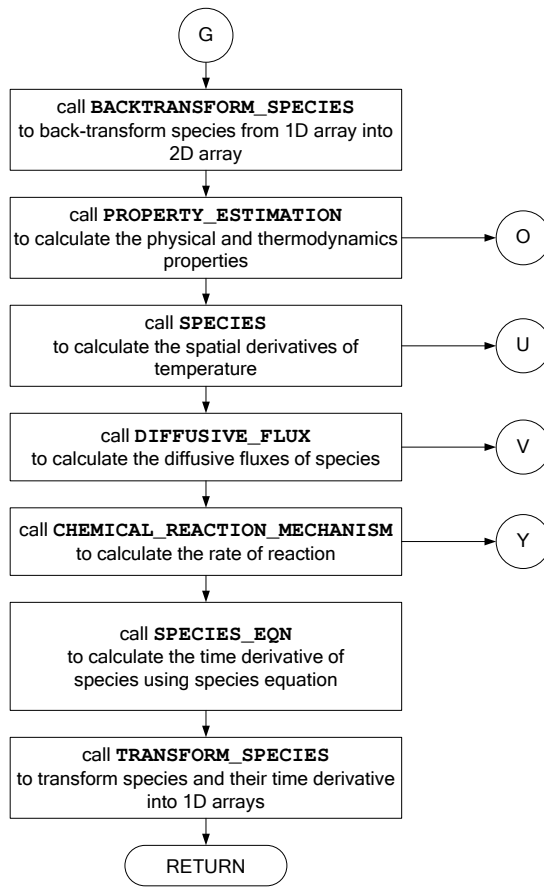 G
call BACKTRANSFORM_SPECIES
to back-transform species from 1D array into
2D array
call PROPERTY_ESTIMATION
to calculate the physical and thermodynamics
properties
O
call SPECIES
to calculate the spatial derivatives of
temperature
U
call DIFFUSIVE_FLUX
to calculate the diffusive fluxes of species
V
call CHEMICAL_REACTION_MECHANISM
to calculate the rate of reaction
Y
call SPECIES_EQN
to calculate the time derivative of
species using species equation
call TRANSFORM_SPECIES
to transform species and their time derivative
into 1D arrays
RETURN